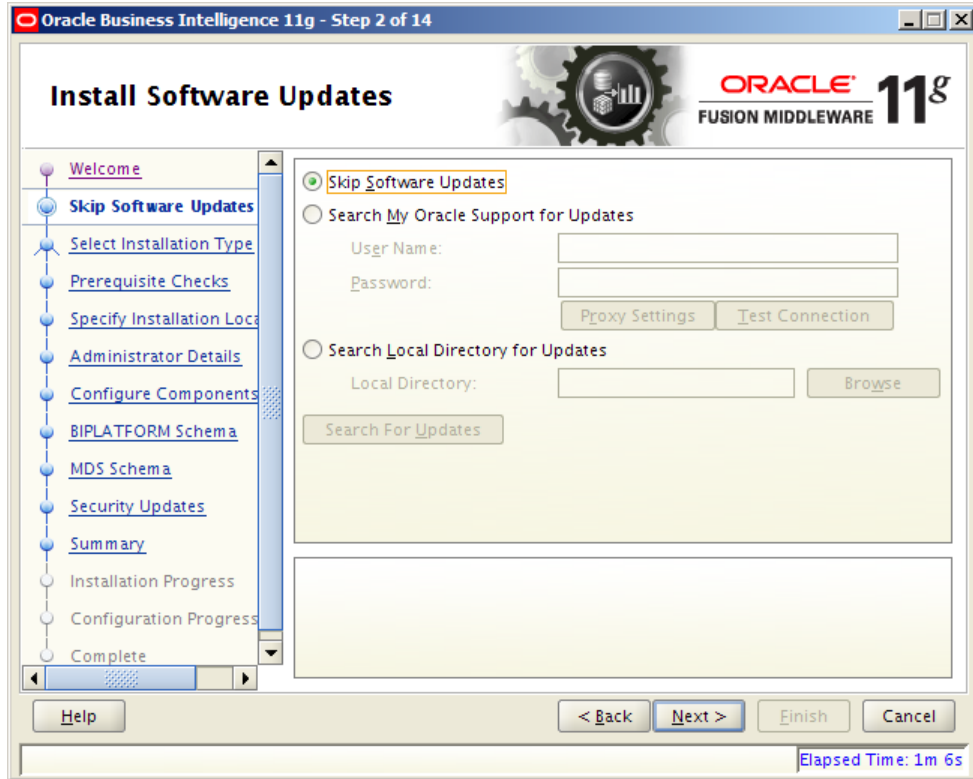 Oracle Business Intelligence 11g - Step 2 of 14
Install Software Updates
ORACLE
FUSION MIDDLEWARE
11g
Welcome
Skip Software Updates
Select Installation Type
Prerequisite Checks
Specify Installation Loca
Administrator Details
Configure Components
BIPLATFORM Schema
MDS Schema
Security Updates
Summary
Installation Progress
Configuration Progress
Complete
Skip Software Updates
Search My Oracle Support for Updates
User Name:
Password:
Proxy Settings Test Connection
Search Local Directory for Updates
Local Directory: Browse
Search For Updates
Help < Back Next > Finish Cancel
Elapsed Time: 1m 6s